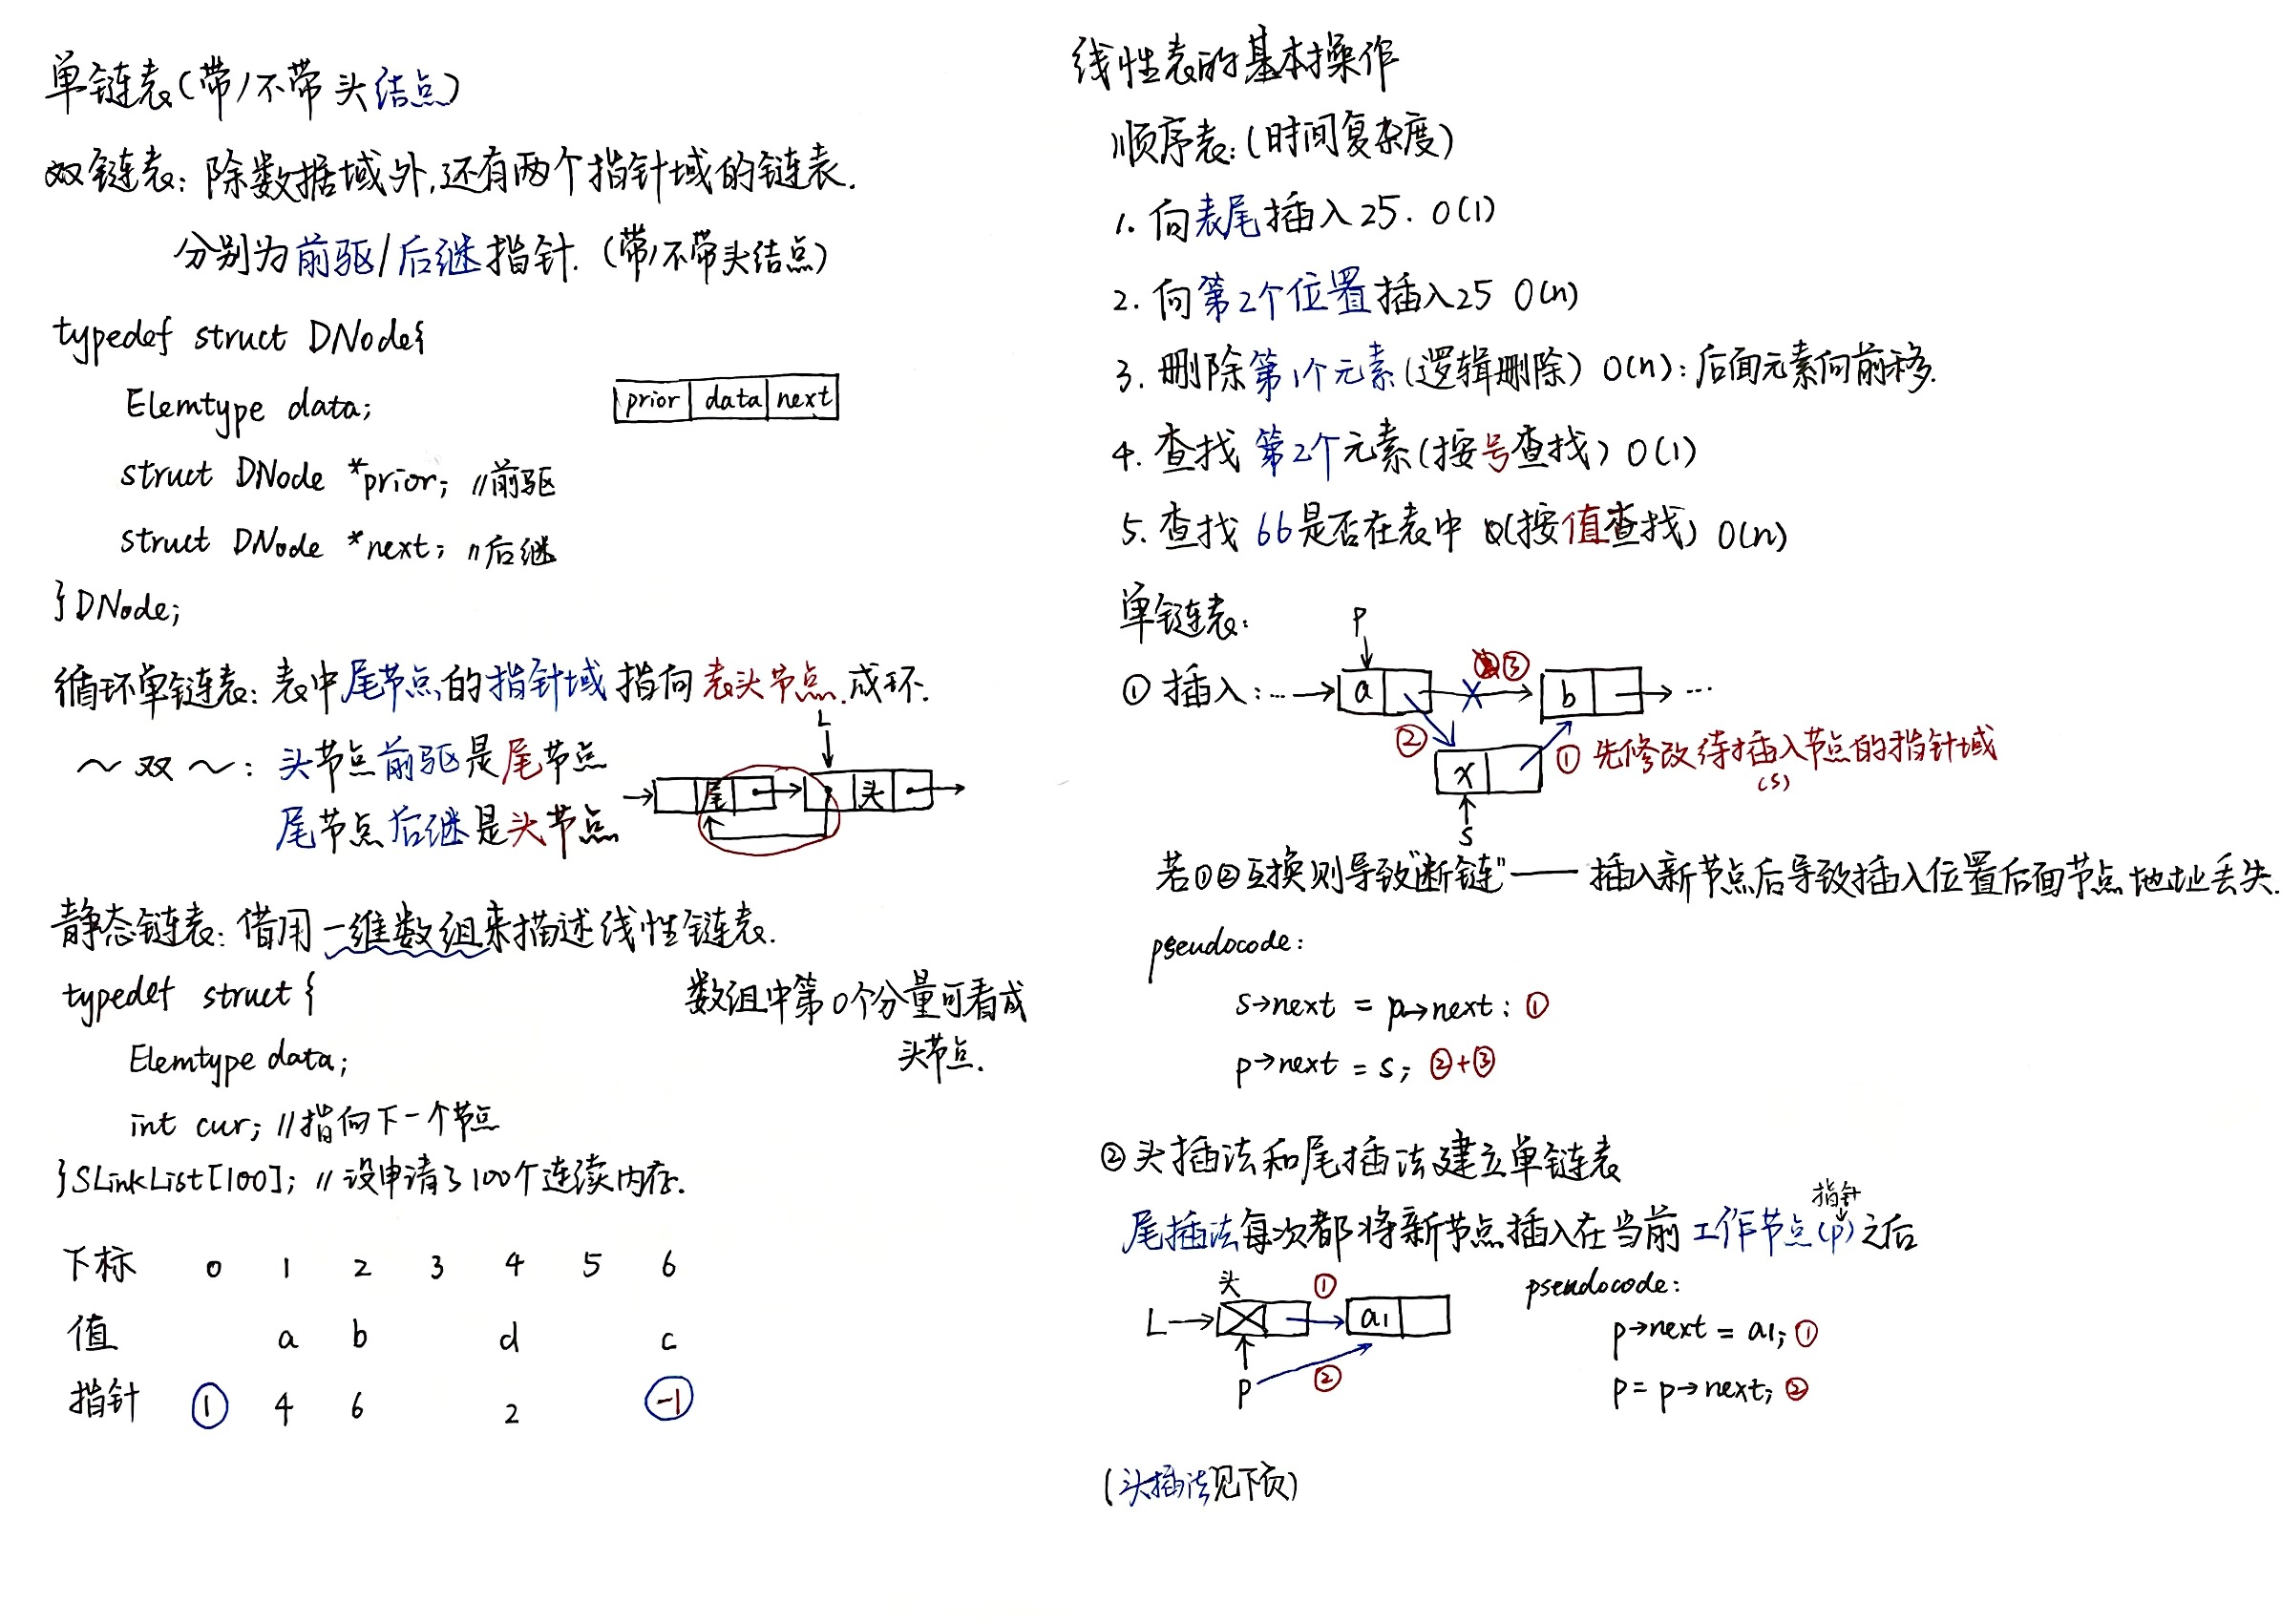 单链表(带/不带头结点)
双链表:除数据域外,还有两个指针域的链表.
分别为前驱/后继指针.(带/不带头结点)
typedef struct DNode{
Elemtype data;
prior data next
struct DNode *prior; //前驱
struct DNode *next; //后继
}DNode;
循环单链表:表中尾节点的指针域指向表头节点.成环.
L
～双～:头节点前驱是尾节点
尾 头
尾节点后继是头节点
静态链表:借用一维数组来描述线性链表.
typedef struct{
数组中第0个分量可看成
头节点.
Elemtype data;
int cur; //指向下一个节点
}SLinkList[100]; //设申请了100个连续内存.
下标 0 1 2 3 4 5 6
值 a b d c
指针 ① 4 6 2 -1
线性表的基本操作
顺序表:(时间复杂度)
1. 向表尾插入25. O(1)
2. 向第2个位置插入25 O(n)
3. 删除第1个元素(逻辑删除) O(n):后面元素向前移.
4. 查找 第2个元素(按号查找) O(1)
5. 查找 66是否在表中 (按值查找) O(n)
单链表:
P
③
① 插入:… a b …
② x ① 先修改待插入节点的指针域
(S)
S
若①②互换则导致"断链"—— 插入新节点后导致插入位置后面节点地址丢失.
pseudocode:
s→next = p→next; ①
p→next = s; ②+③
②头插法和尾插法建立单链表
指针
尾插法每次都将新节点插入在当前工作节点(p)之后
头 ①
L a1
P ②
pseudocode:
p→next = a1; ①
p = p→next; ②
(头插法见下页)